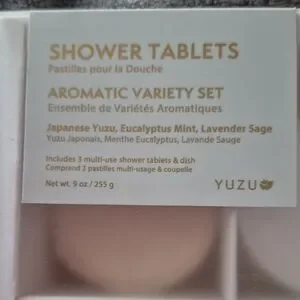 SHOWER TABLETS
Pastilles pour la Douche
AROMATIC VARIETY SET
Ensemble de Variétés Aromatiques
Japanese Yuzu, Eucalyptus Mint, Lavender Sage
Yuzu Japonais, Menthe Eucalyptus, Lavande Sauge
Includes 3 multi-use shower tablets & dish
Comprend 3 pastilles multi-usage & coupelle
Net wt. 9 oz / 255 g
YUZU